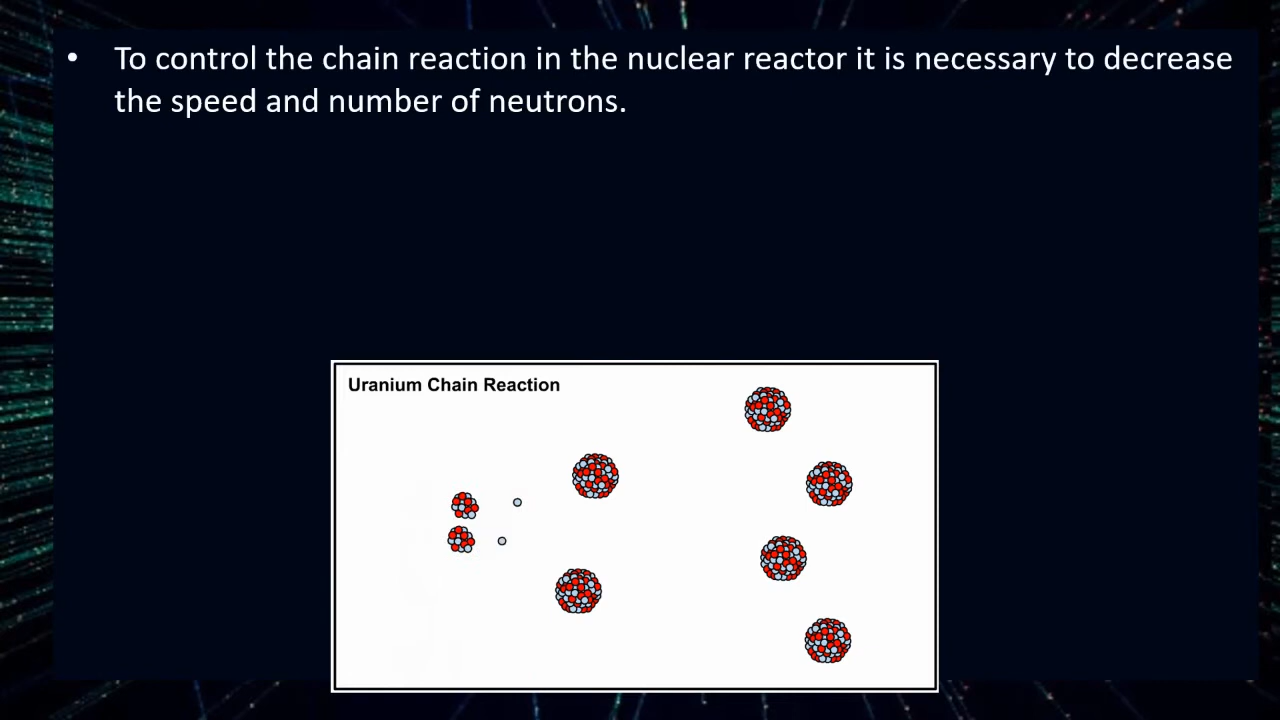 • To control the chain reaction in the nuclear reactor it is necessary to decrease
the speed and number of neutrons.
Uranium Chain Reaction